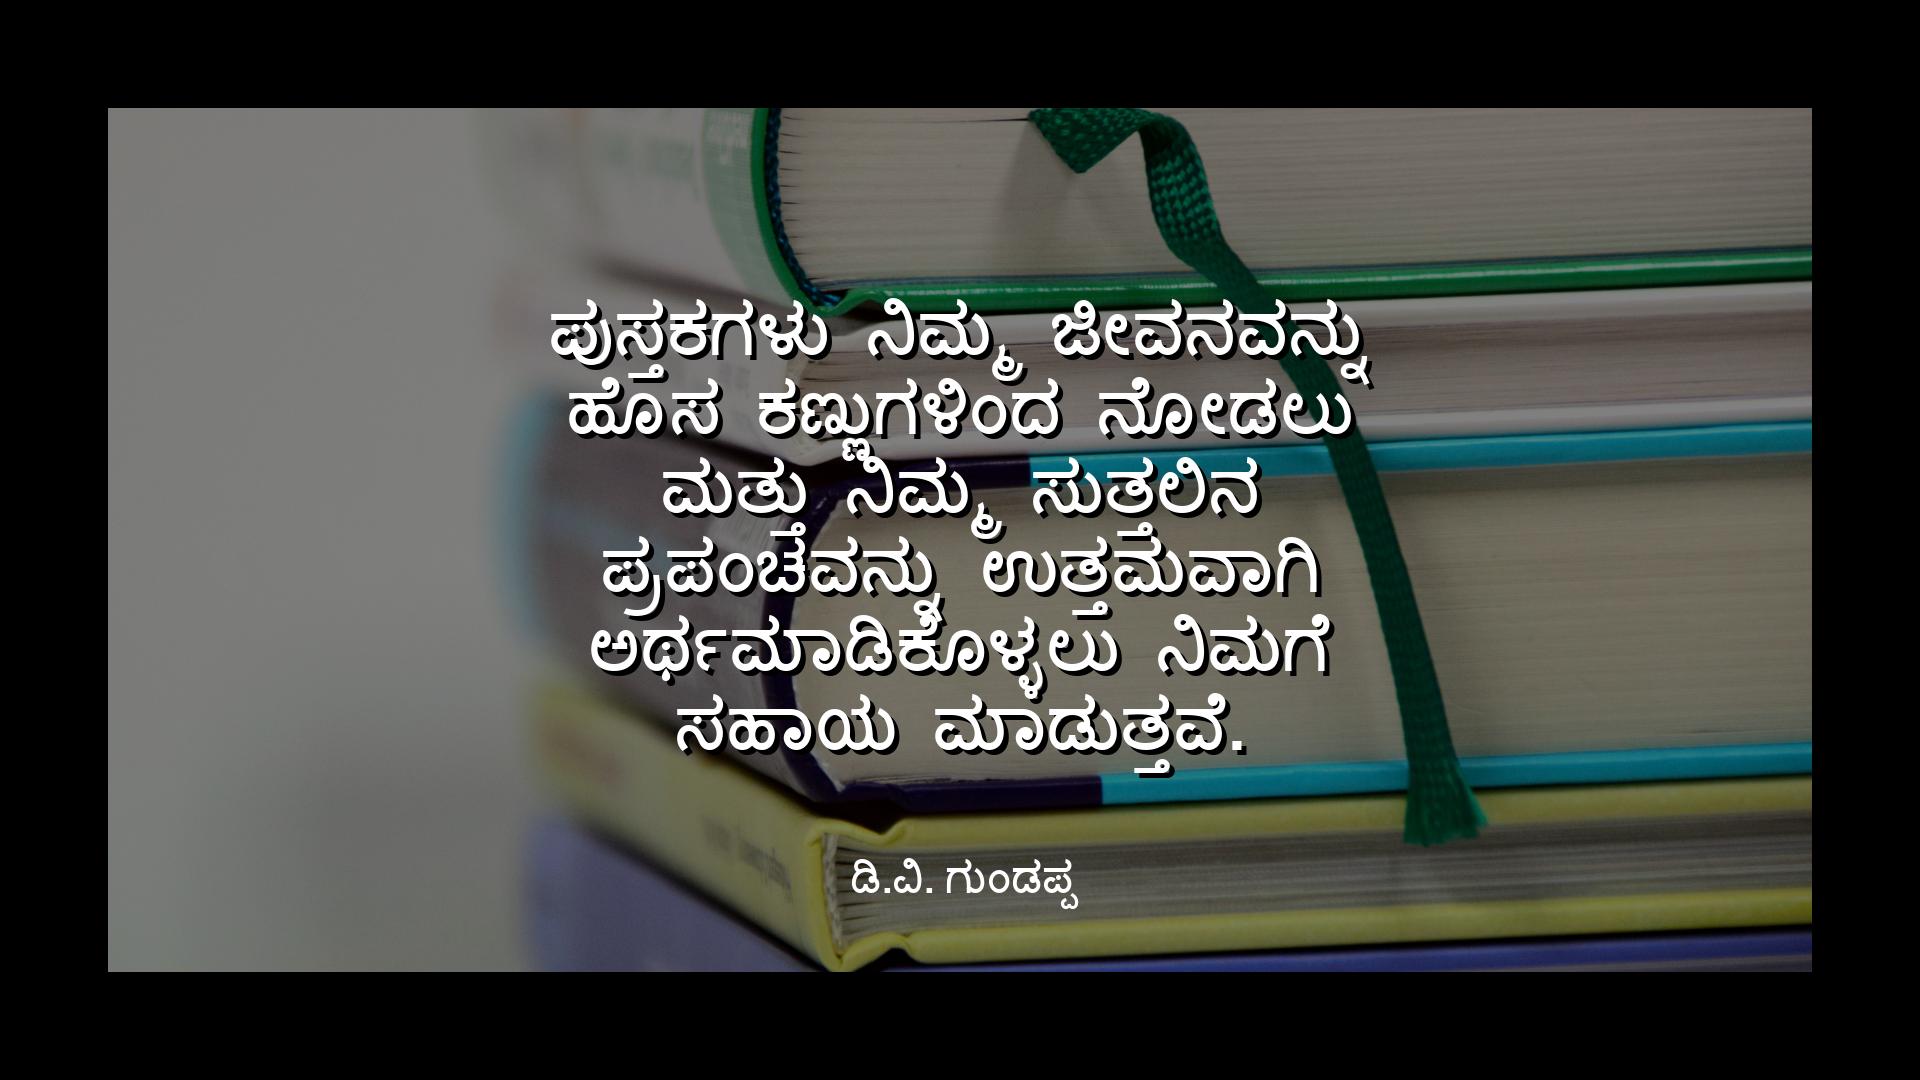 ಪುಸ್ತಕಗಳು ನಿಮ್ಮ ಜೀವನವನ್ನು
ಹೊಸ ಕಣ್ಣುಗಳಿಂದ ನೋಡಲು
ಮತ್ತು ನಿಮ್ಮ ಸುತ್ತಲಿನ
ಪ್ರಪಂಚವನ್ನು ಉತ್ತಮವಾಗಿ
ಅರ್ಥಮಾಡಿಕೊಳ್ಳಲು ನಿಮಗೆ
ಸಹಾಯ ಮಾಡುತ್ತವೆ.
ಡಿ.ವಿ. ಗುಂಡಪ್ಪ